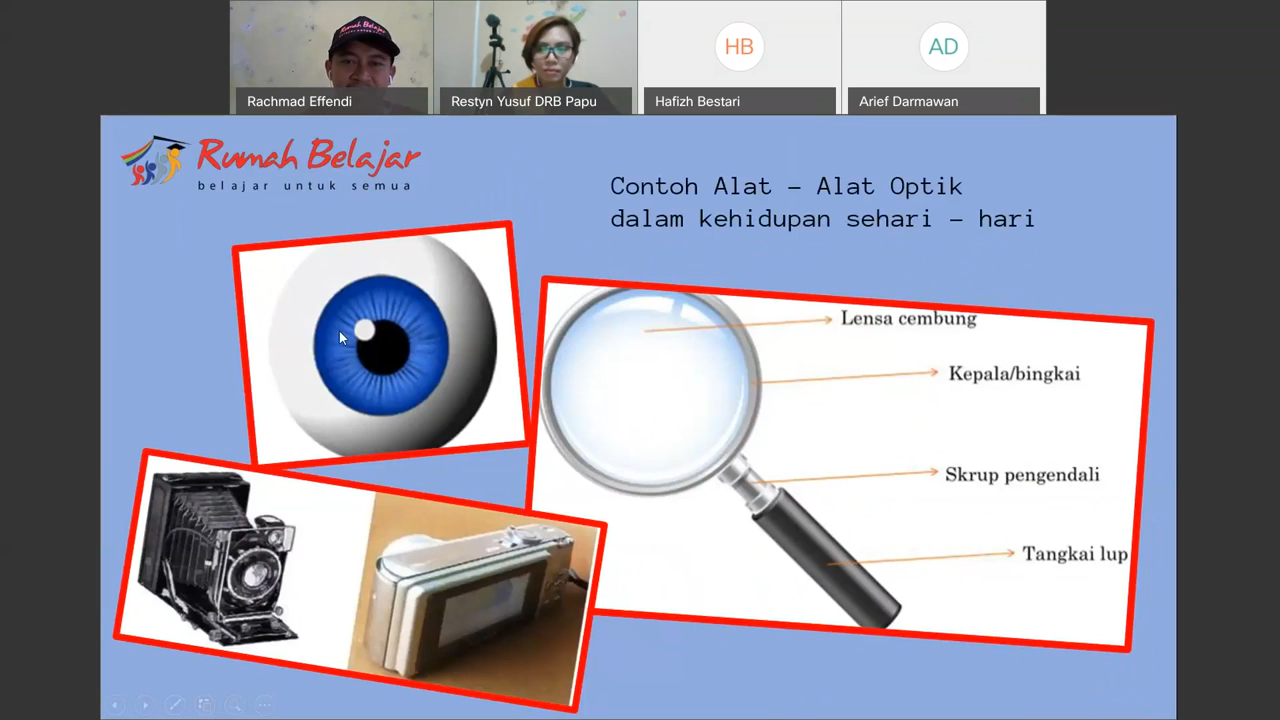 HB
AD
Rachmad Effendi
Restyn Yusuf DRB Papu
Hafizh Bestari
Arief Darmawan
Rumah Belajar
belajar untuk semua
Contoh Alat – Alat Optik
dalam kehidupan sehari – hari
Lensa cembung
Kepala/bingkai
Skrup pengendali
Tangkai lup